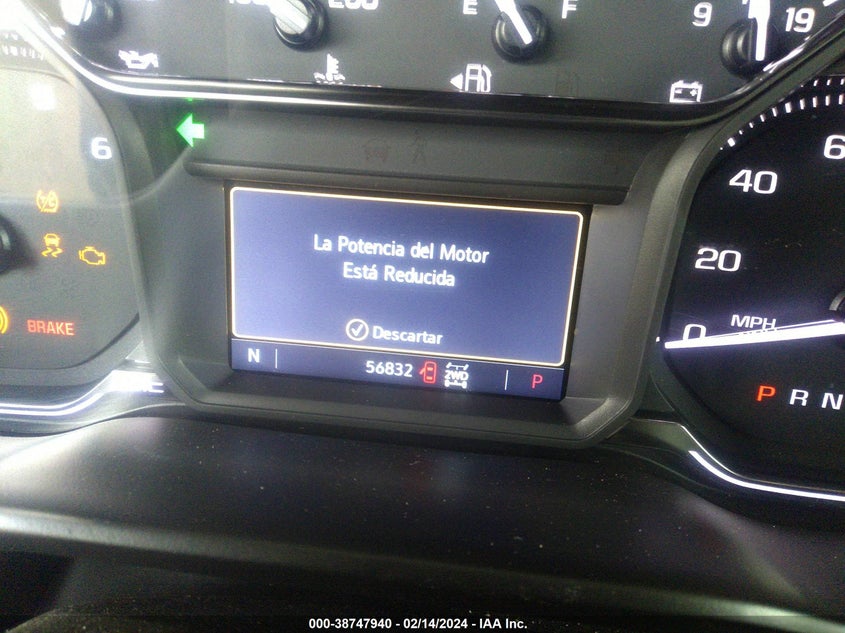 E F
9 19
6
40
20
0
MPH
La Potencia del Motor
Está Reducida
Descartar
BRAKE
N 56832 2WD P
P R N
000-38747940 - 02/14/2024 - IAA Inc.